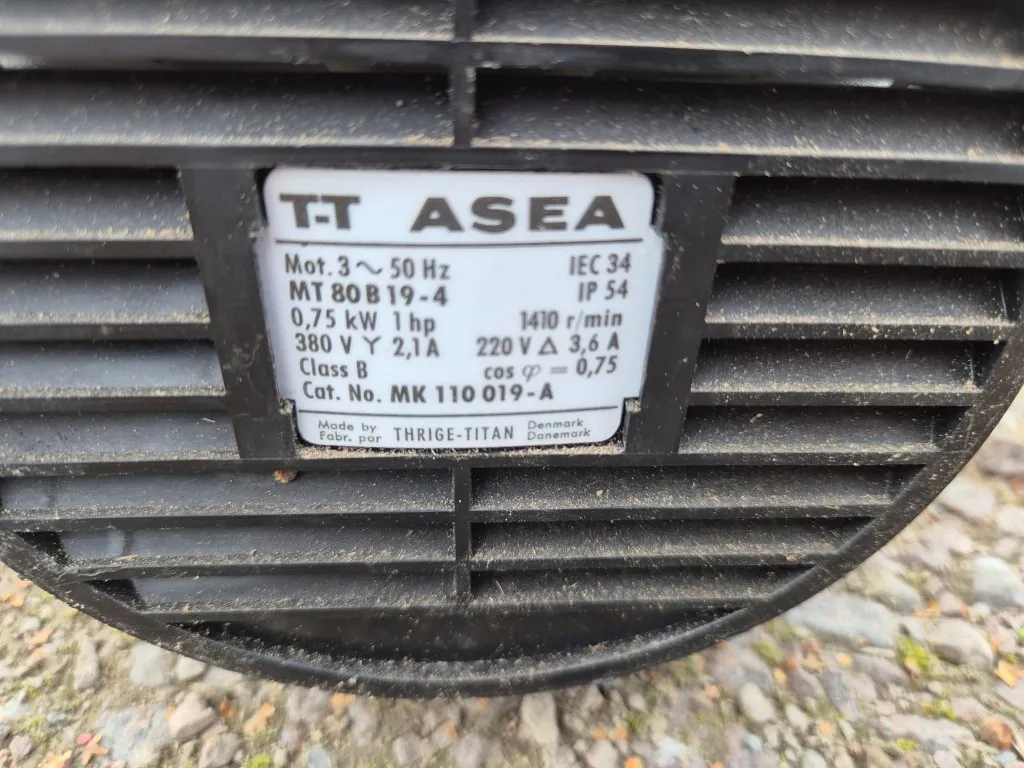 T-T ASEA
Mot. 3 ~ 50 Hz IEC 34
MT 80 B 19-4 IP 54
0,75 kW 1 hp 1410 r/min
380 V Y 2,1 A 220 V Δ 3,6 A
Class B cos φ = 0,75
Cat. No. MK 110 019-A
Made by THRIGE-TITAN Denmark
Fabr. par Danemark